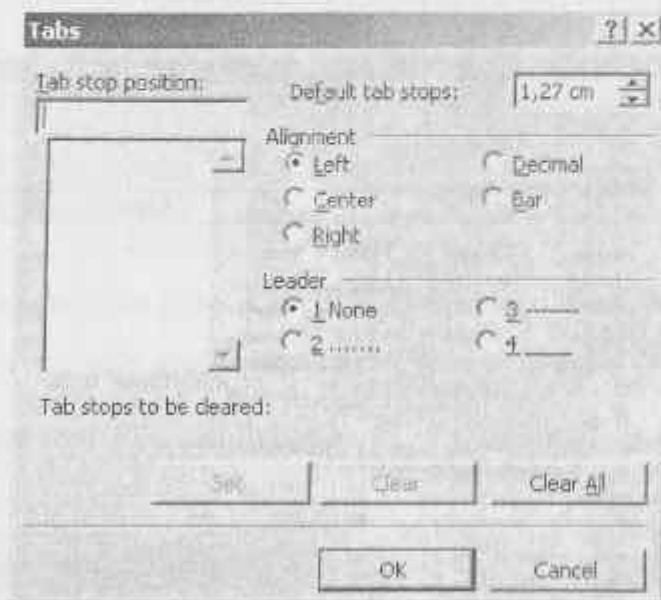 Tabs
Tab stop position:
Default tab stops: 1,27 cm
Alignment
Left Decimal
Center Bar
Right
Leader
1 None 3 -------
2 ....... 4 ____
Tab stops to be cleared:
Set Clear Clear All
OK Cancel